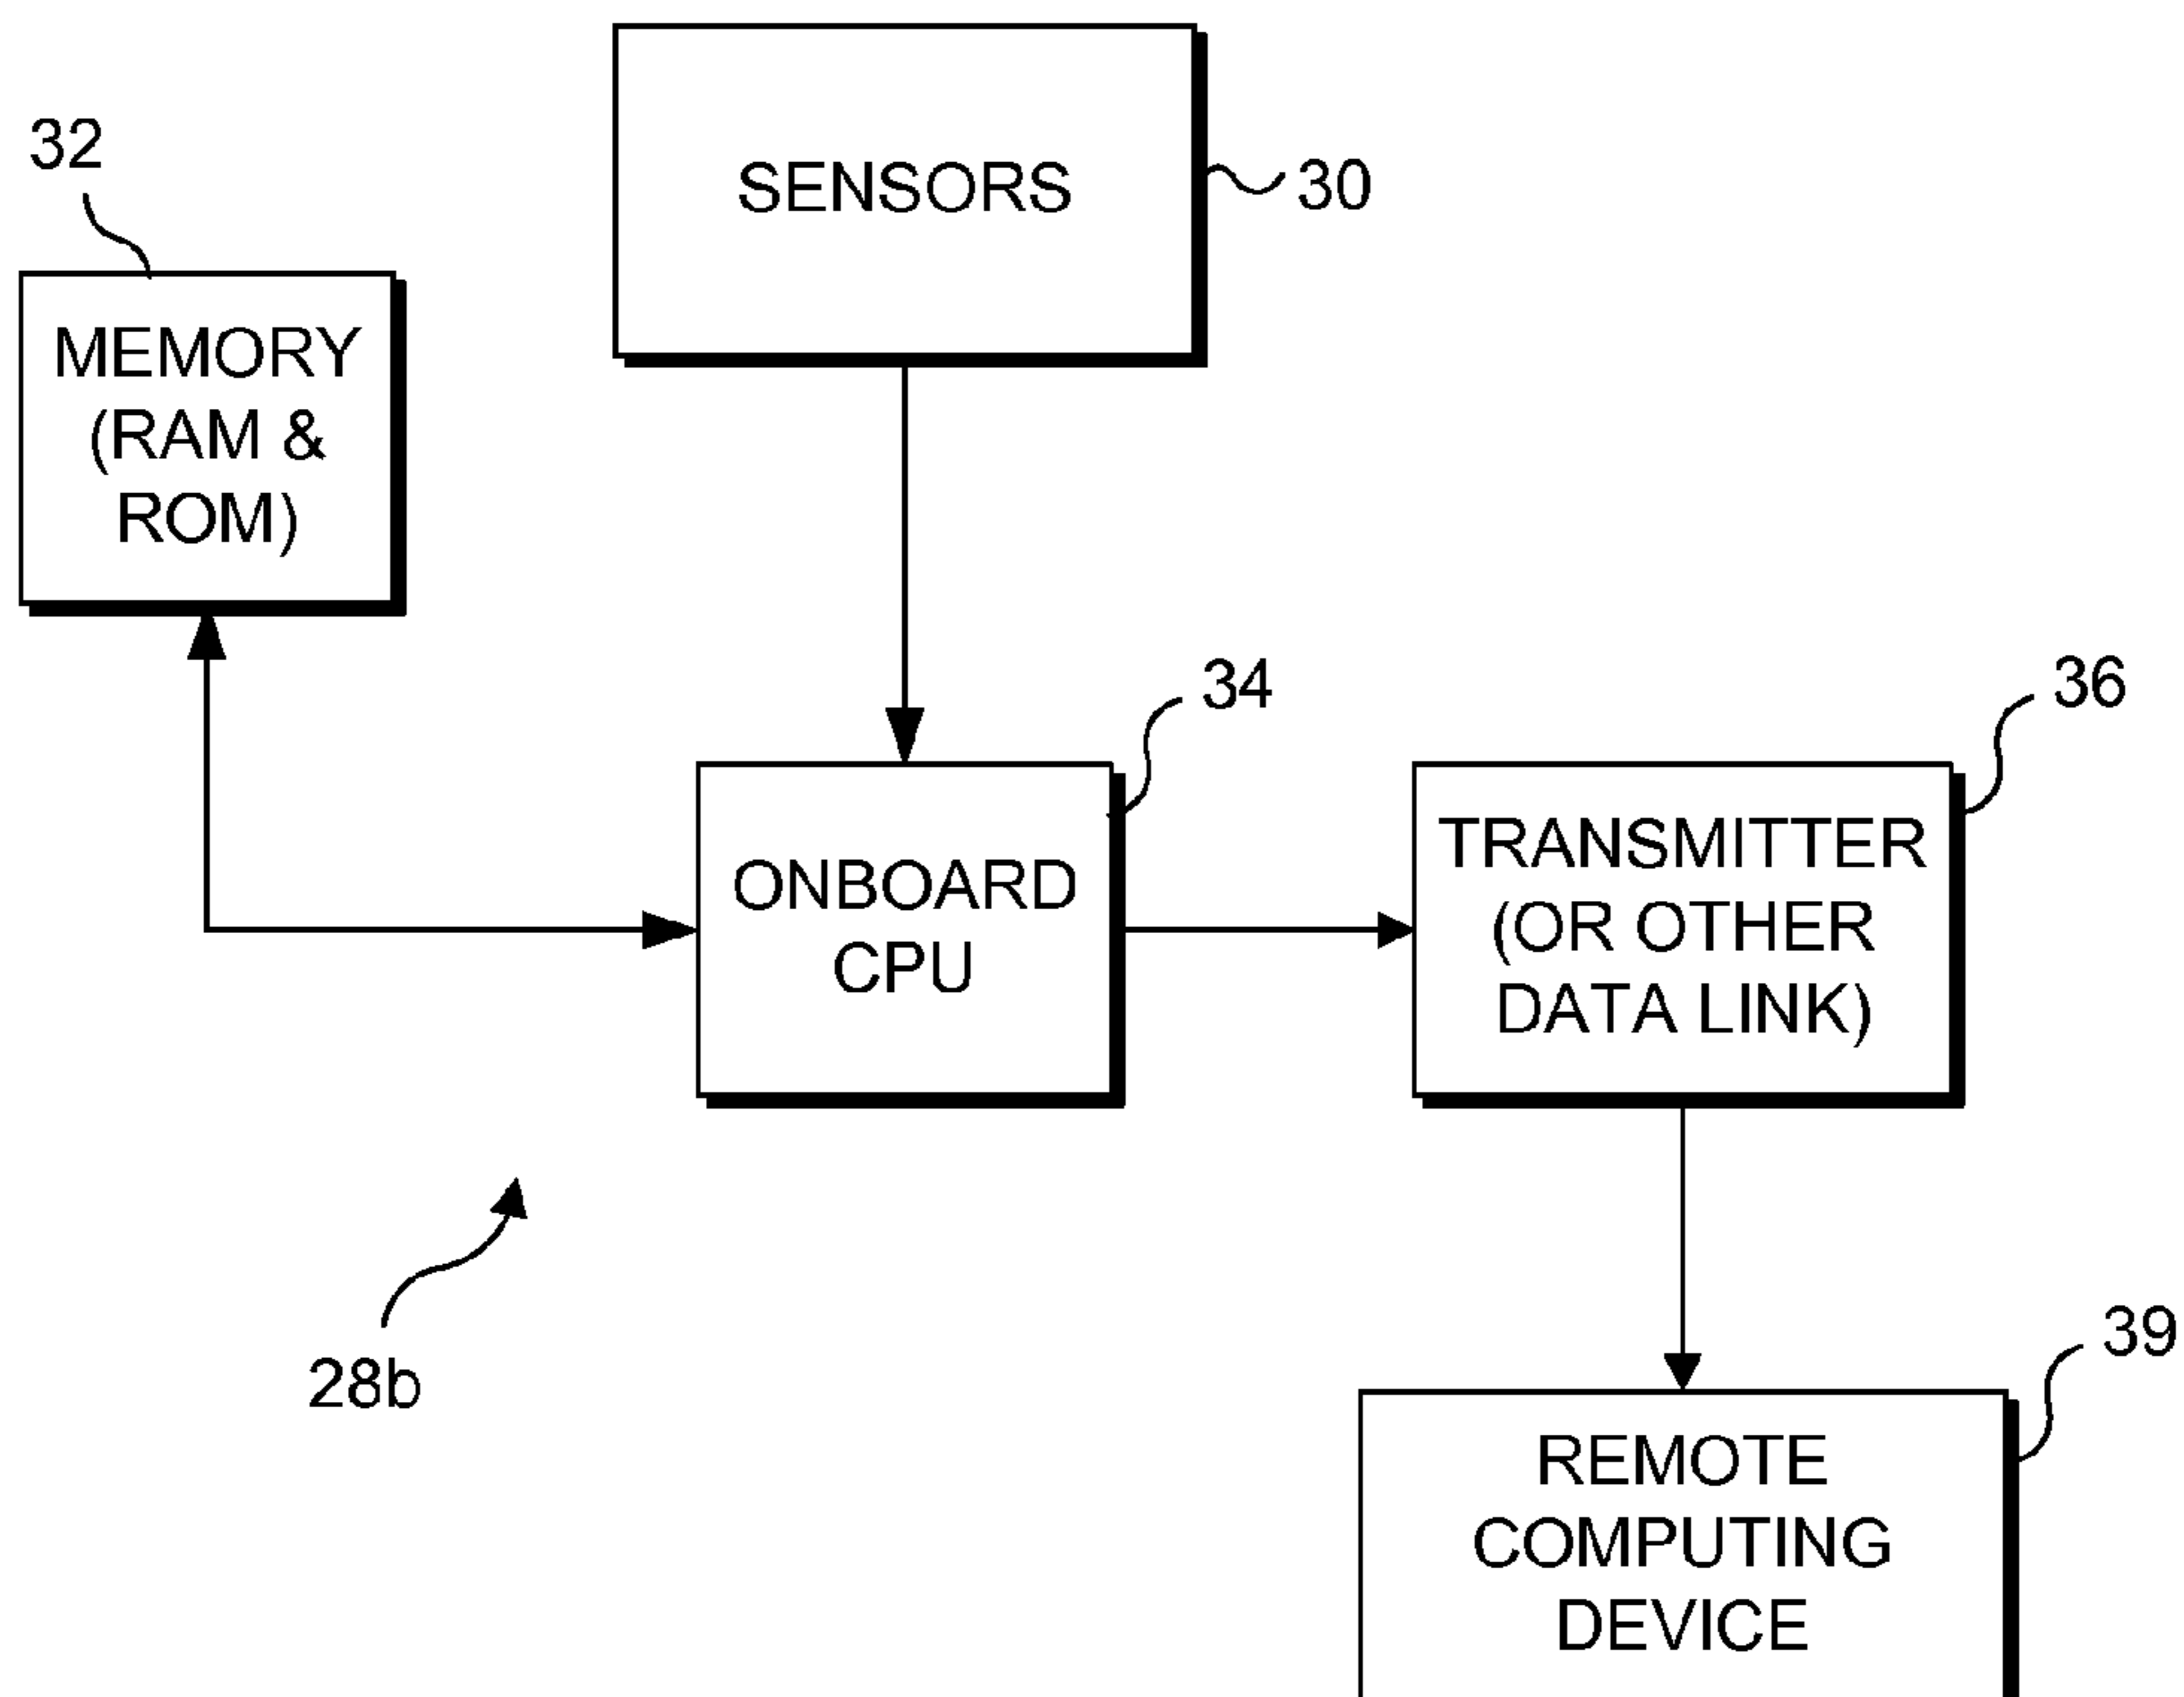 32
MEMORY
(RAM &
ROM)
SENSORS
30
34
ONBOARD
CPU
36
TRANSMITTER
(OR OTHER
DATA LINK)
28b
39
REMOTE
COMPUTING
DEVICE